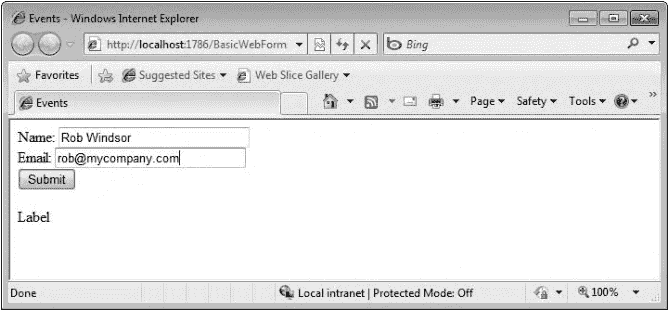 Events - Windows Internet Explorer
http://localhost:1786/BasicWebForm
Bing
Favorites Suggested Sites Web Slice Gallery
Events Page Safety Tools »
Name: Rob Windsor
Email: rob@mycompany.com
Submit
Label
Done Local intranet | Protected Mode: Off 100%